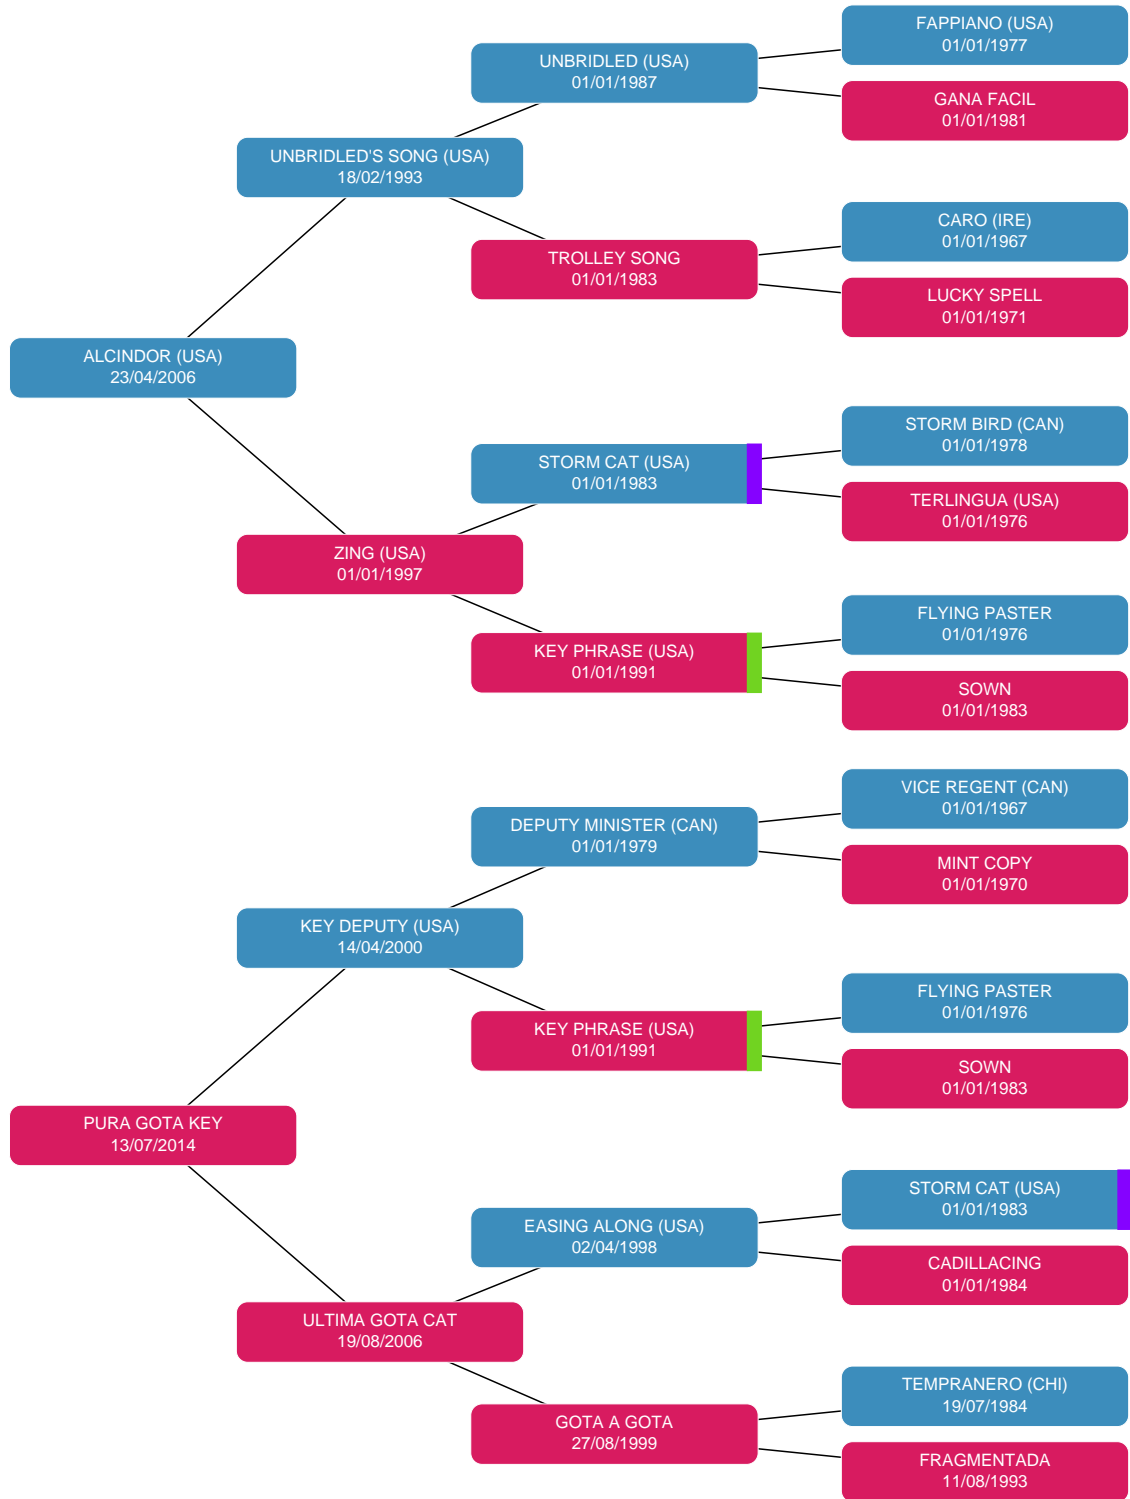 FAPPIANO (USA)
01/01/1977
UNBRIDLED (USA)
01/01/1987
GANA FACIL
01/01/1981
UNBRIDLED'S SONG (USA)
18/02/1993
CARO (IRE)
01/01/1967
TROLLEY SONG
01/01/1983
LUCKY SPELL
01/01/1971
ALCINDOR (USA)
23/04/2006
STORM BIRD (CAN)
01/01/1978
STORM CAT (USA)
01/01/1983
TERLINGUA (USA)
01/01/1976
ZING (USA)
01/01/1997
FLYING PASTER
01/01/1976
KEY PHRASE (USA)
01/01/1991
SOWN
01/01/1983
VICE REGENT (CAN)
01/01/1967
DEPUTY MINISTER (CAN)
01/01/1979
MINT COPY
01/01/1970
KEY DEPUTY (USA)
14/04/2000
FLYING PASTER
01/01/1976
KEY PHRASE (USA)
01/01/1991
SOWN
01/01/1983
PURA GOTA KEY
13/07/2014
STORM CAT (USA)
01/01/1983
EASING ALONG (USA)
02/04/1998
CADILLACING
01/01/1984
ULTIMA GOTA CAT
19/08/2006
TEMPRANERO (CHI)
19/07/1984
GOTA A GOTA
27/08/1999
FRAGMENTADA
11/08/1993